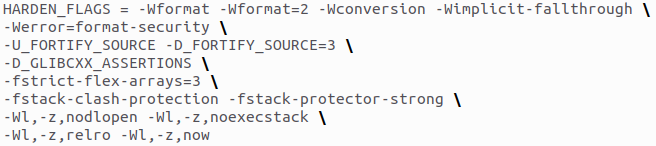 HARDEN_FLAGS = -Wformat -Wformat=2 -Wconversion -Wimplicit-fallthrough \
-Werror=format-security \
-U_FORTIFY_SOURCE -D_FORTIFY_SOURCE=3 \
-D_GLIBCXX_ASSERTIONS \
-fstrict-flex-arrays=3 \
-fstack-clash-protection -fstack-protector-strong \
-Wl,-z,nodlopen -Wl,-z,noexecstack \
-Wl,-z,relro -Wl,-z,now